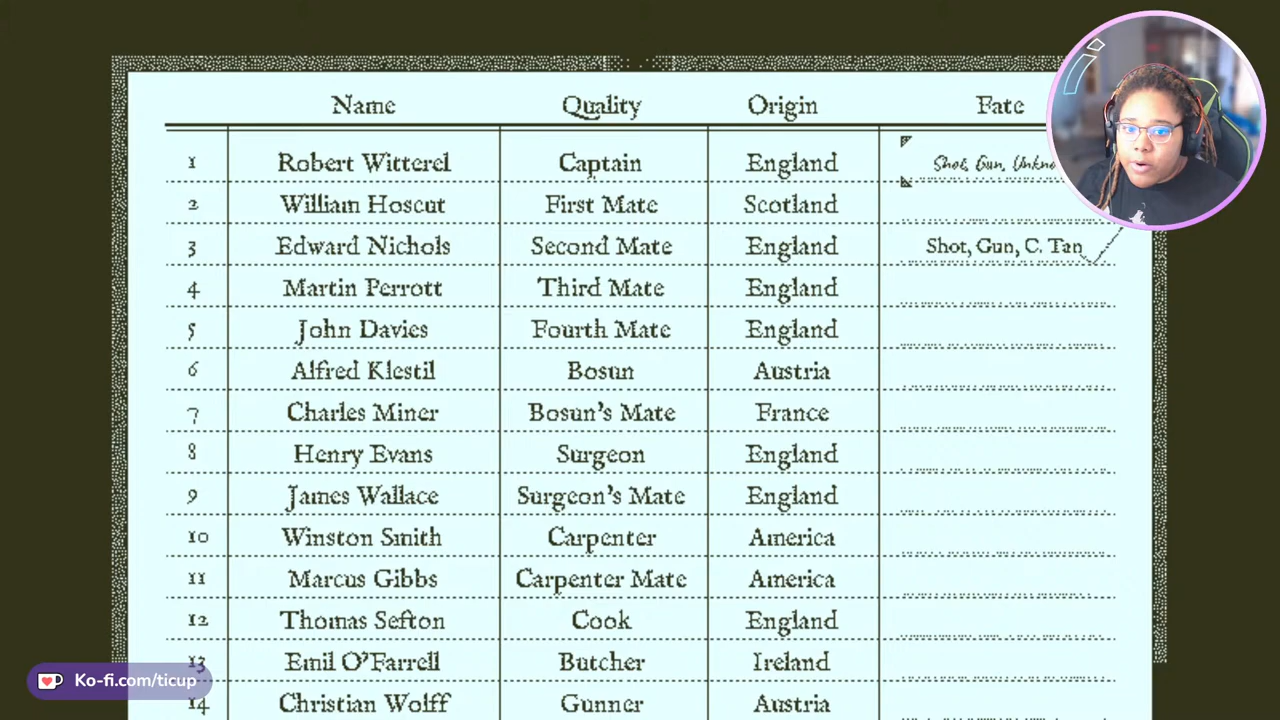 Name Quality Origin Fate
1 Robert Witterel Captain England Shot, Gun,
2 William Hoscut First Mate Scotland
3 Edward Nichols Second Mate England Shot, Gun, C. Tan
4 Martin Perrott Third Mate England
5 John Davies Fourth Mate England
6 Alfred Klestil Bosun Austria
7 Charles Miner Bosun's Mate France
8 Henry Evans Surgeon England
9 James Wallace Surgeon's Mate England
10 Winston Smith Carpenter America
11 Marcus Gibbs Carpenter Mate America
12 Thomas Sefton Cook England
13 Emil O'Farrell Butcher Ireland
14 Christian Wolff Gunner Austria
Ko-fi.com/ticup